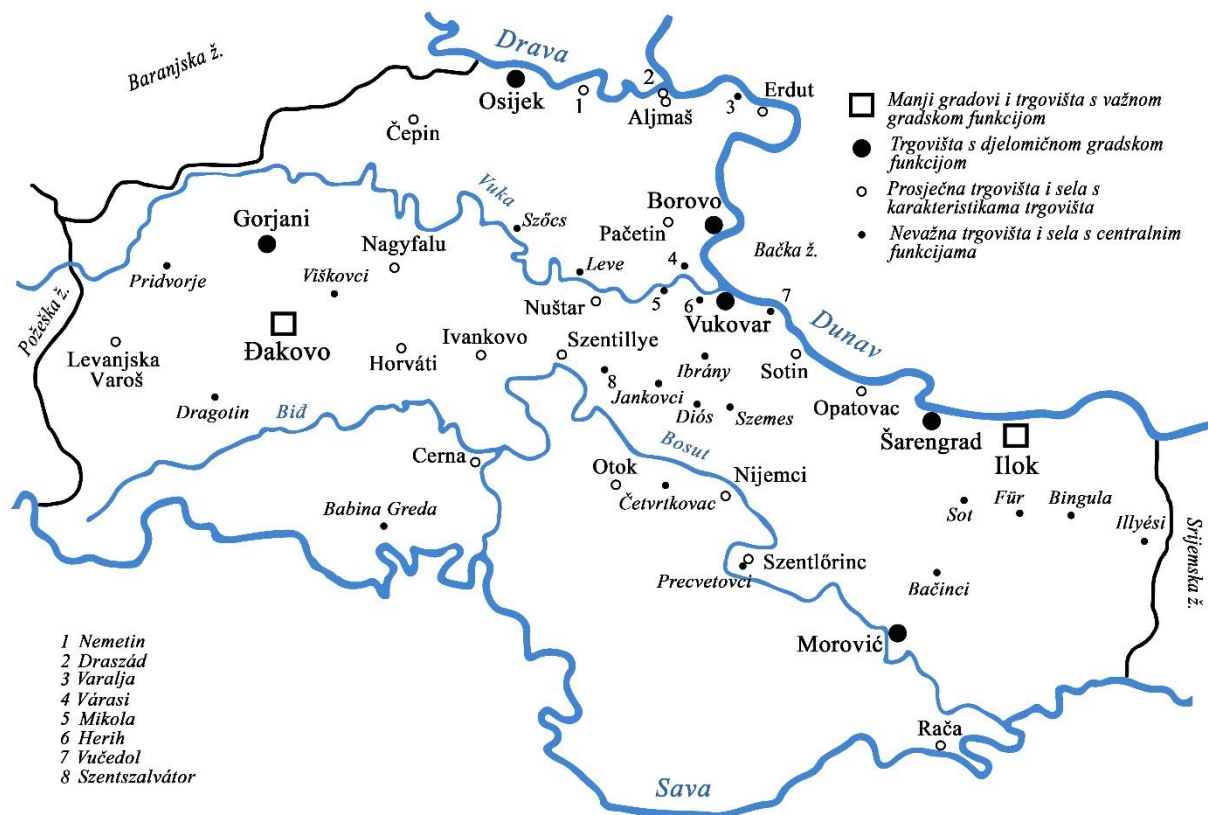 Drava
Baranjska ž.
Osijek
1
2
Aljmaš
3
Erdut
Čepin
Manji gradovi i trgovišta s važnom
gradskom funkcijom
Trgovišta s djelomičnom gradskom
funkcijom
Prosječna trgovišta i sela s
karakteristikama trgovišta
Nevažna trgovišta i sela s centralnim
funkcijama
Vuka
Szőcs
Borovo
Pačetin
Gorjani
Nagyfalu
Bačka ž.
Pridvorje
Viškovci
Leve
4
5
6
7
Nuštar
Vukovar
Dunav
Požeška ž.
Levanjska
Varoš
Đakovo
Horváti
Ivankovo
Szentillye
8
Jankovci
Ibrány
Sotin
Dragotin
Diós
Szemes
Opatovac
Šarengrad
Ilok
Biđ
Bosut
Cerna
Otok
Četvrtkovac
Nijemci
Babina Greda
Sot
Für
Bingula
Illyési
Srijemska ž.
Szentlőrinc
Precvetovci
Bačinci
Morović
Rača
Sava
1 Nemetin
2 Draszád
3 Varalja
4 Várasi
5 Mikola
6 Herih
7 Vučedol
8 Szentszalvátor